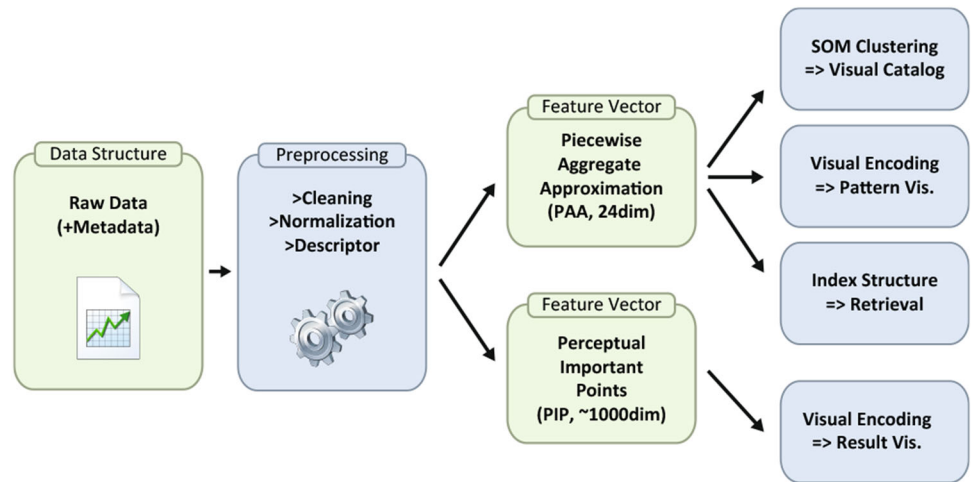 Data Structure
Raw Data
(+Metadata)
Preprocessing
>Cleaning
>Normalization
>Descriptor
Feature Vector
Piecewise
Aggregate
Approximation
(PAA, 24dim)
Feature Vector
Perceptual
Important
Points
(PIP, ~1000dim)
SOM Clustering
=> Visual Catalog
Visual Encoding
=> Pattern Vis.
Index Structure
=> Retrieval
Visual Encoding
=> Result Vis.